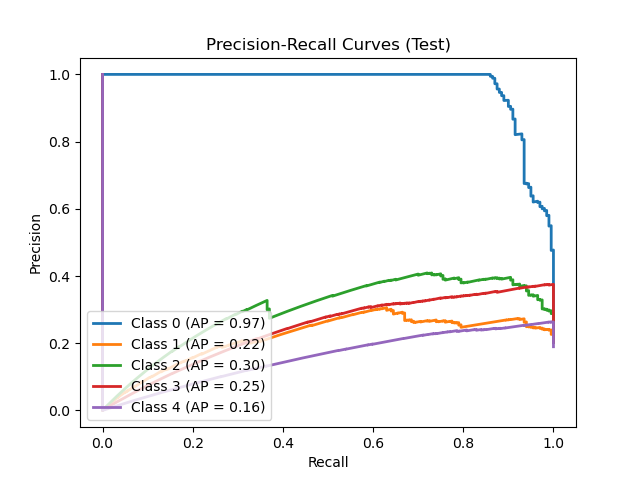 Precision-Recall Curves (Test)
Precision
1.0
0.8
0.6
0.4
0.2
0.0
Class 0 (AP = 0.97)
Class 1 (AP = 0.22)
Class 2 (AP = 0.30)
Class 3 (AP = 0.25)
Class 4 (AP = 0.16)
0.0 0.2 0.4 0.6 0.8 1.0
Recall